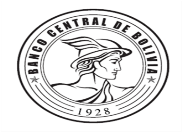 ★BANCO CENTRAL DE BOLIVIA★
1928